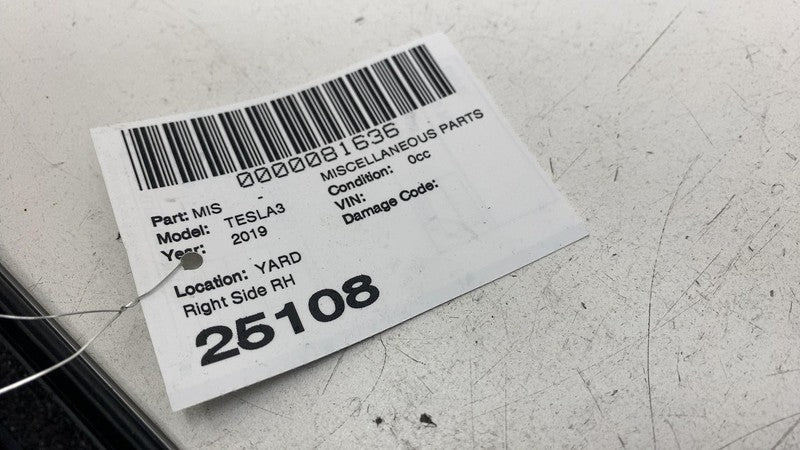 0000081636
Part: MIS - MISCELLANEOUS PARTS
Model: TESLA3 Condition: 0cc
Year: 2019 VIN:
Damage Code:
Location: YARD
Right Side RH
25108